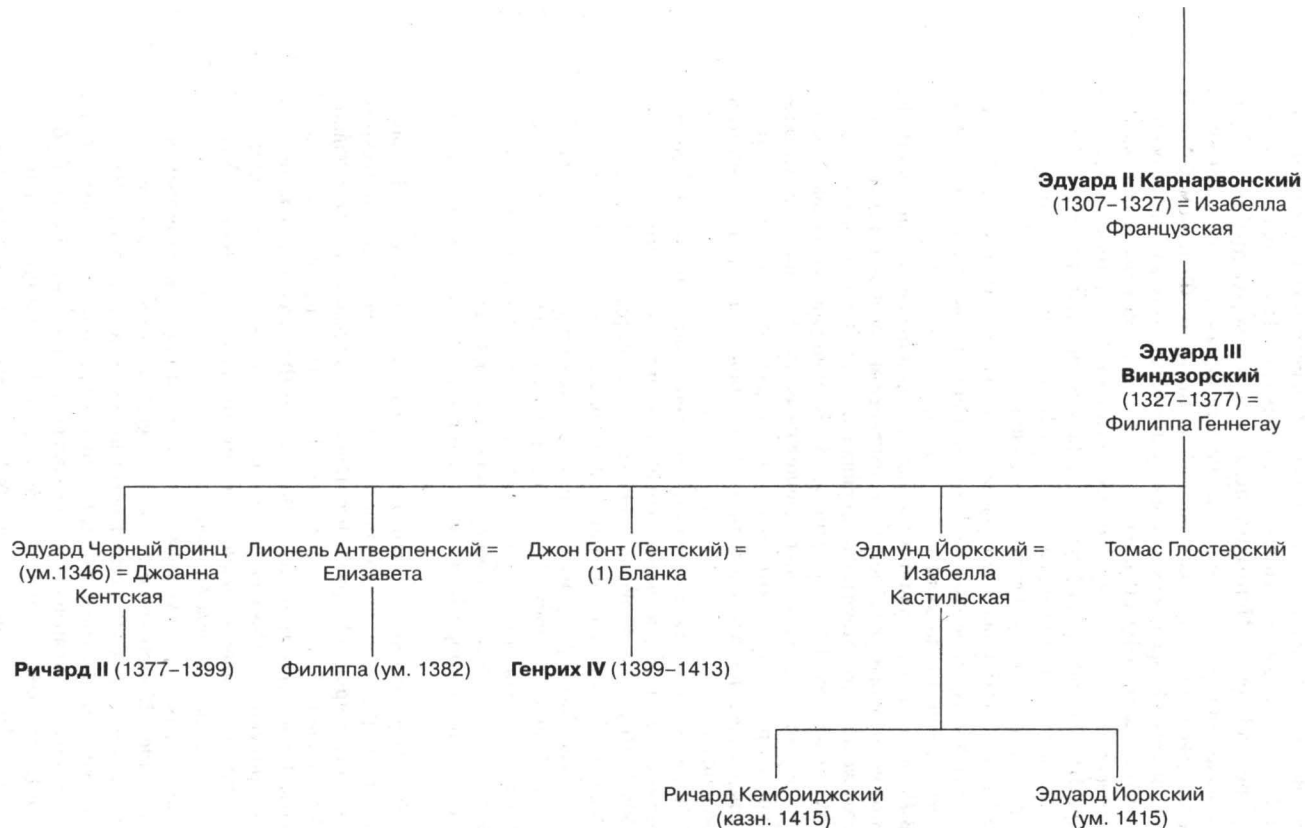 Эдуард II Карнарвонский
(1307–1327) = Изабелла
Французская
Эдуард III
Виндзорский
(1327–1377) =
Филиппа Геннегау
Эдуард Черный принц
(ум.1346) = Джоанна
Кентская
Лионель Антверпенский =
Елизавета
Джон Гонт (Гентский) =
(1) Бланка
Эдмунд Йоркский =
Изабелла
Кастильская
Томас Глостерский
Ричард II (1377–1399)
Филиппа (ум. 1382)
Генрих IV (1399–1413)
Ричард Кембриджский
(казн. 1415)
Эдуард Йоркский
(ум. 1415)